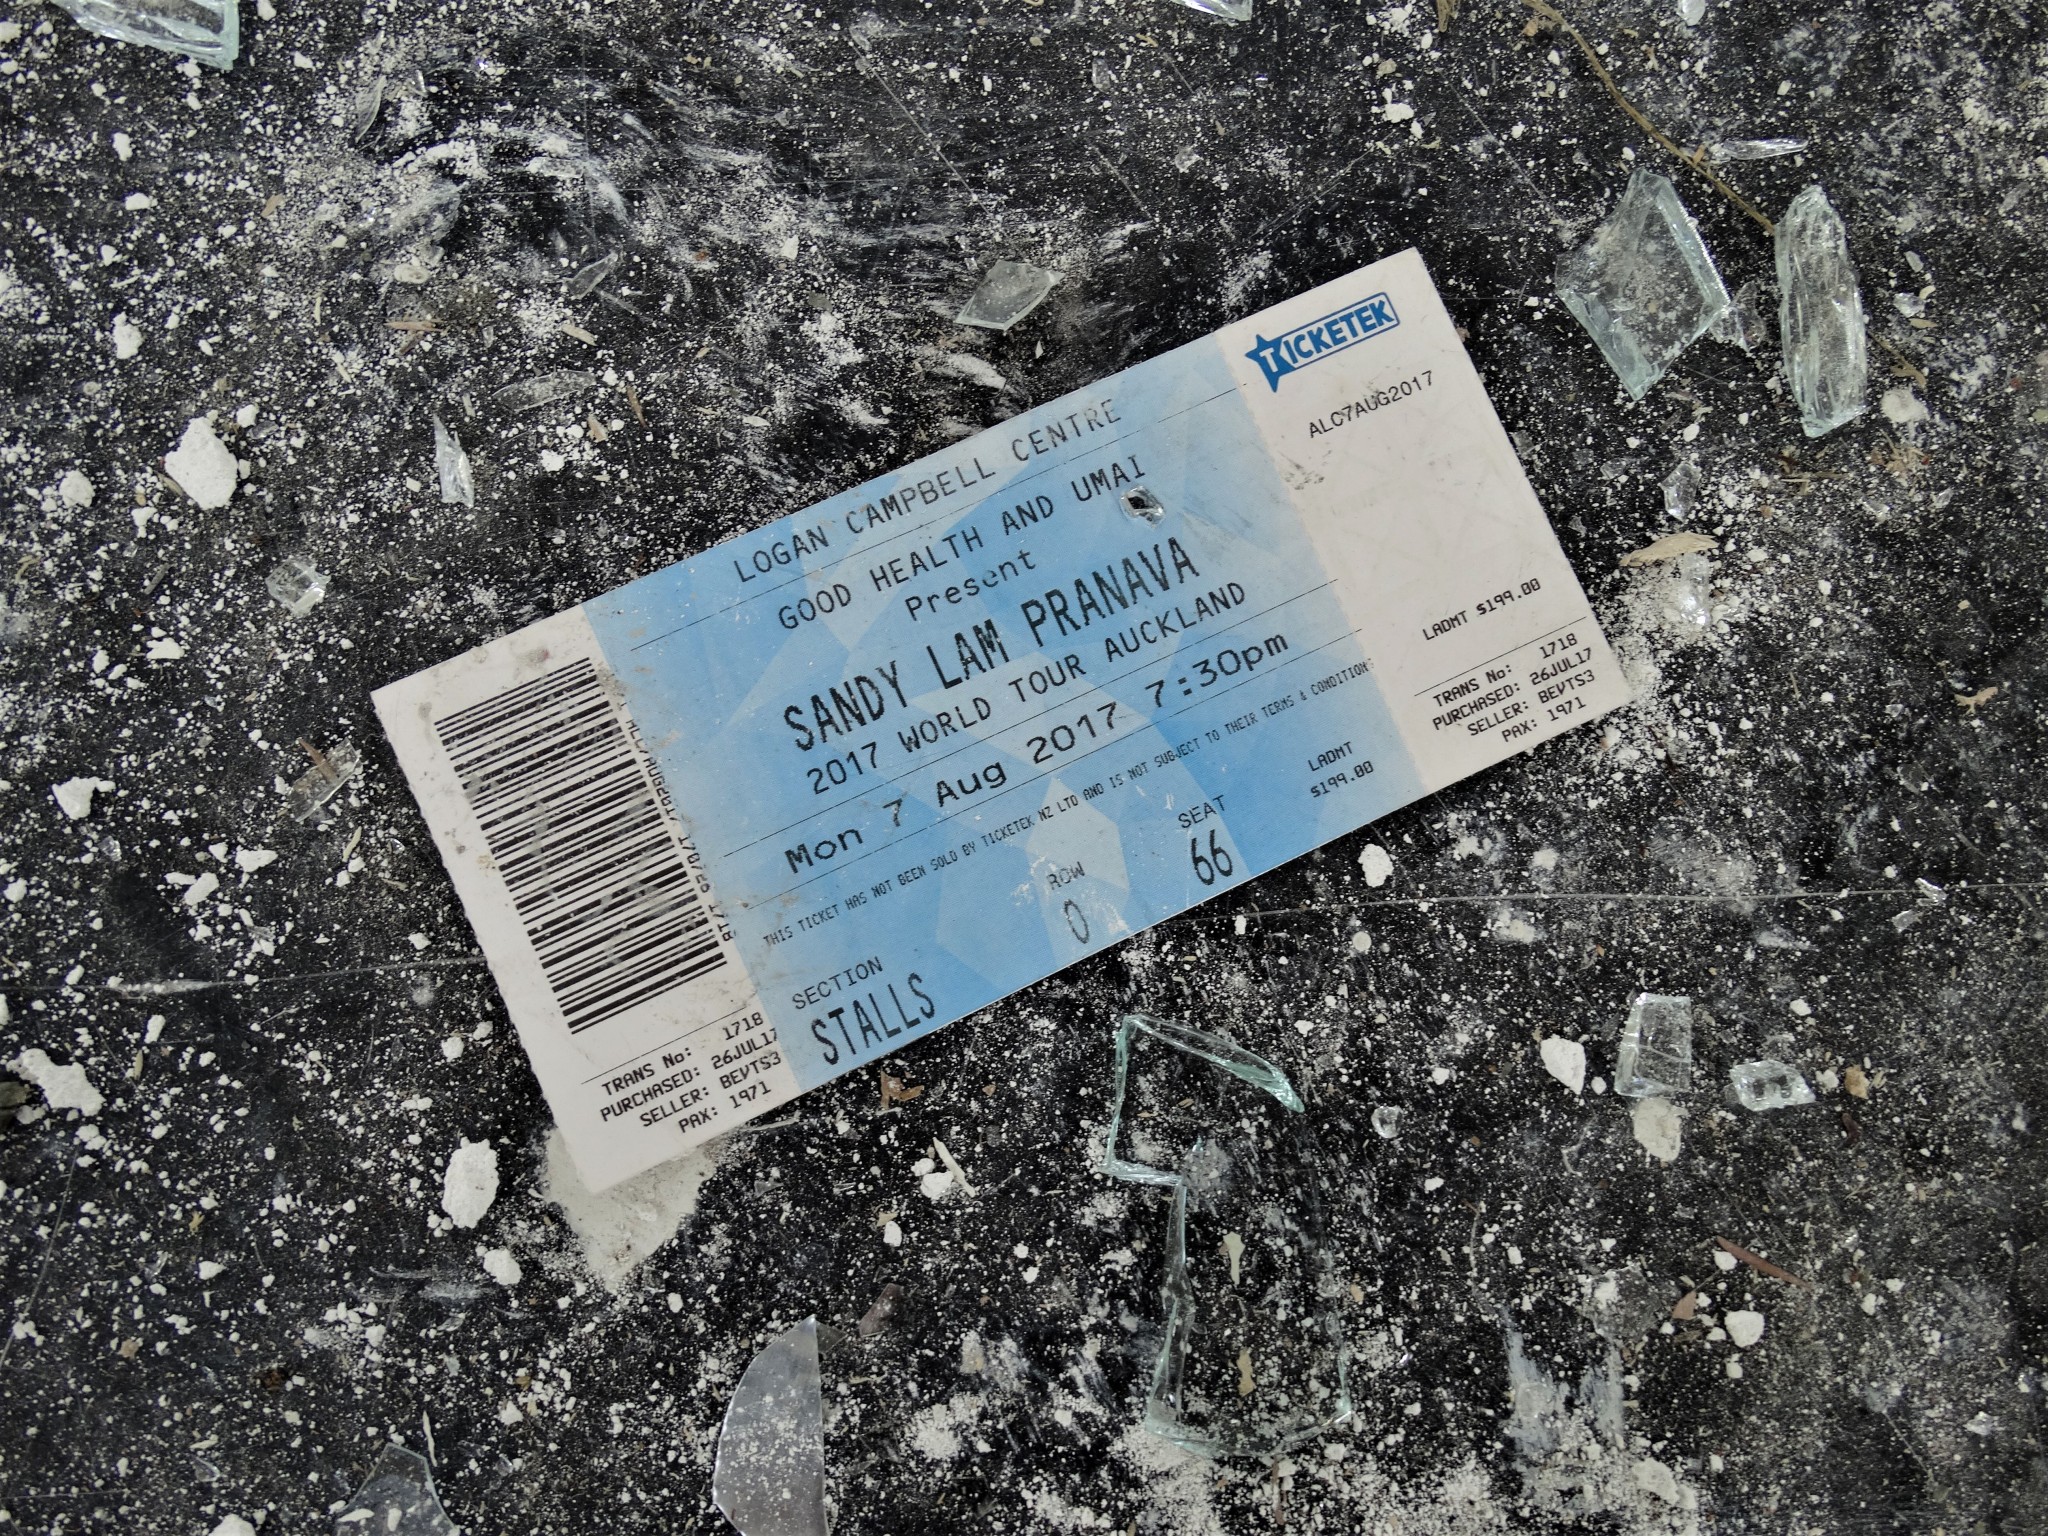 LOGAN CAMPBELL CENTRE
GOOD HEALTH AND UMAI
Present
SANDY LAM PRANAVA
2017 WORLD TOUR AUCKLAND
Mon 7 Aug 2017 7:30pm
THIS TICKET HAS NOT BEEN SOLD BY TICKETEK NZ LTD AND IS NOT SUBJECT TO THEIR TERMS & CONDITIONS
SECTION ROW SEAT
STALLS O 66
LADMT
$199.00
TRANS No: 1718
PURCHASED: 26JUL17
SELLER: BEVTS3
PAX: 1971
TICKETEK
ALC7AUG2017
LADMT $199.00
TRANS No: 1718
PURCHASED: 26JUL17
SELLER: BEVTS3
PAX: 1971